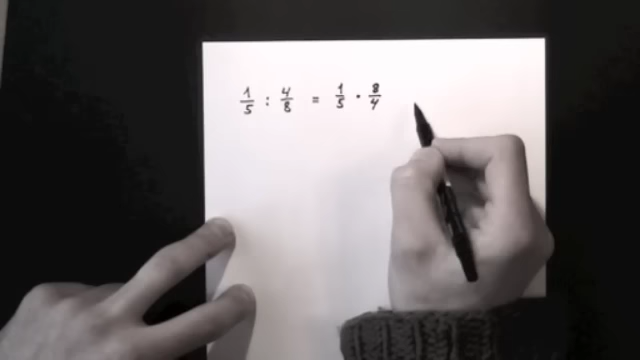 1/5 : 4/8 = 1/5 · 8/4